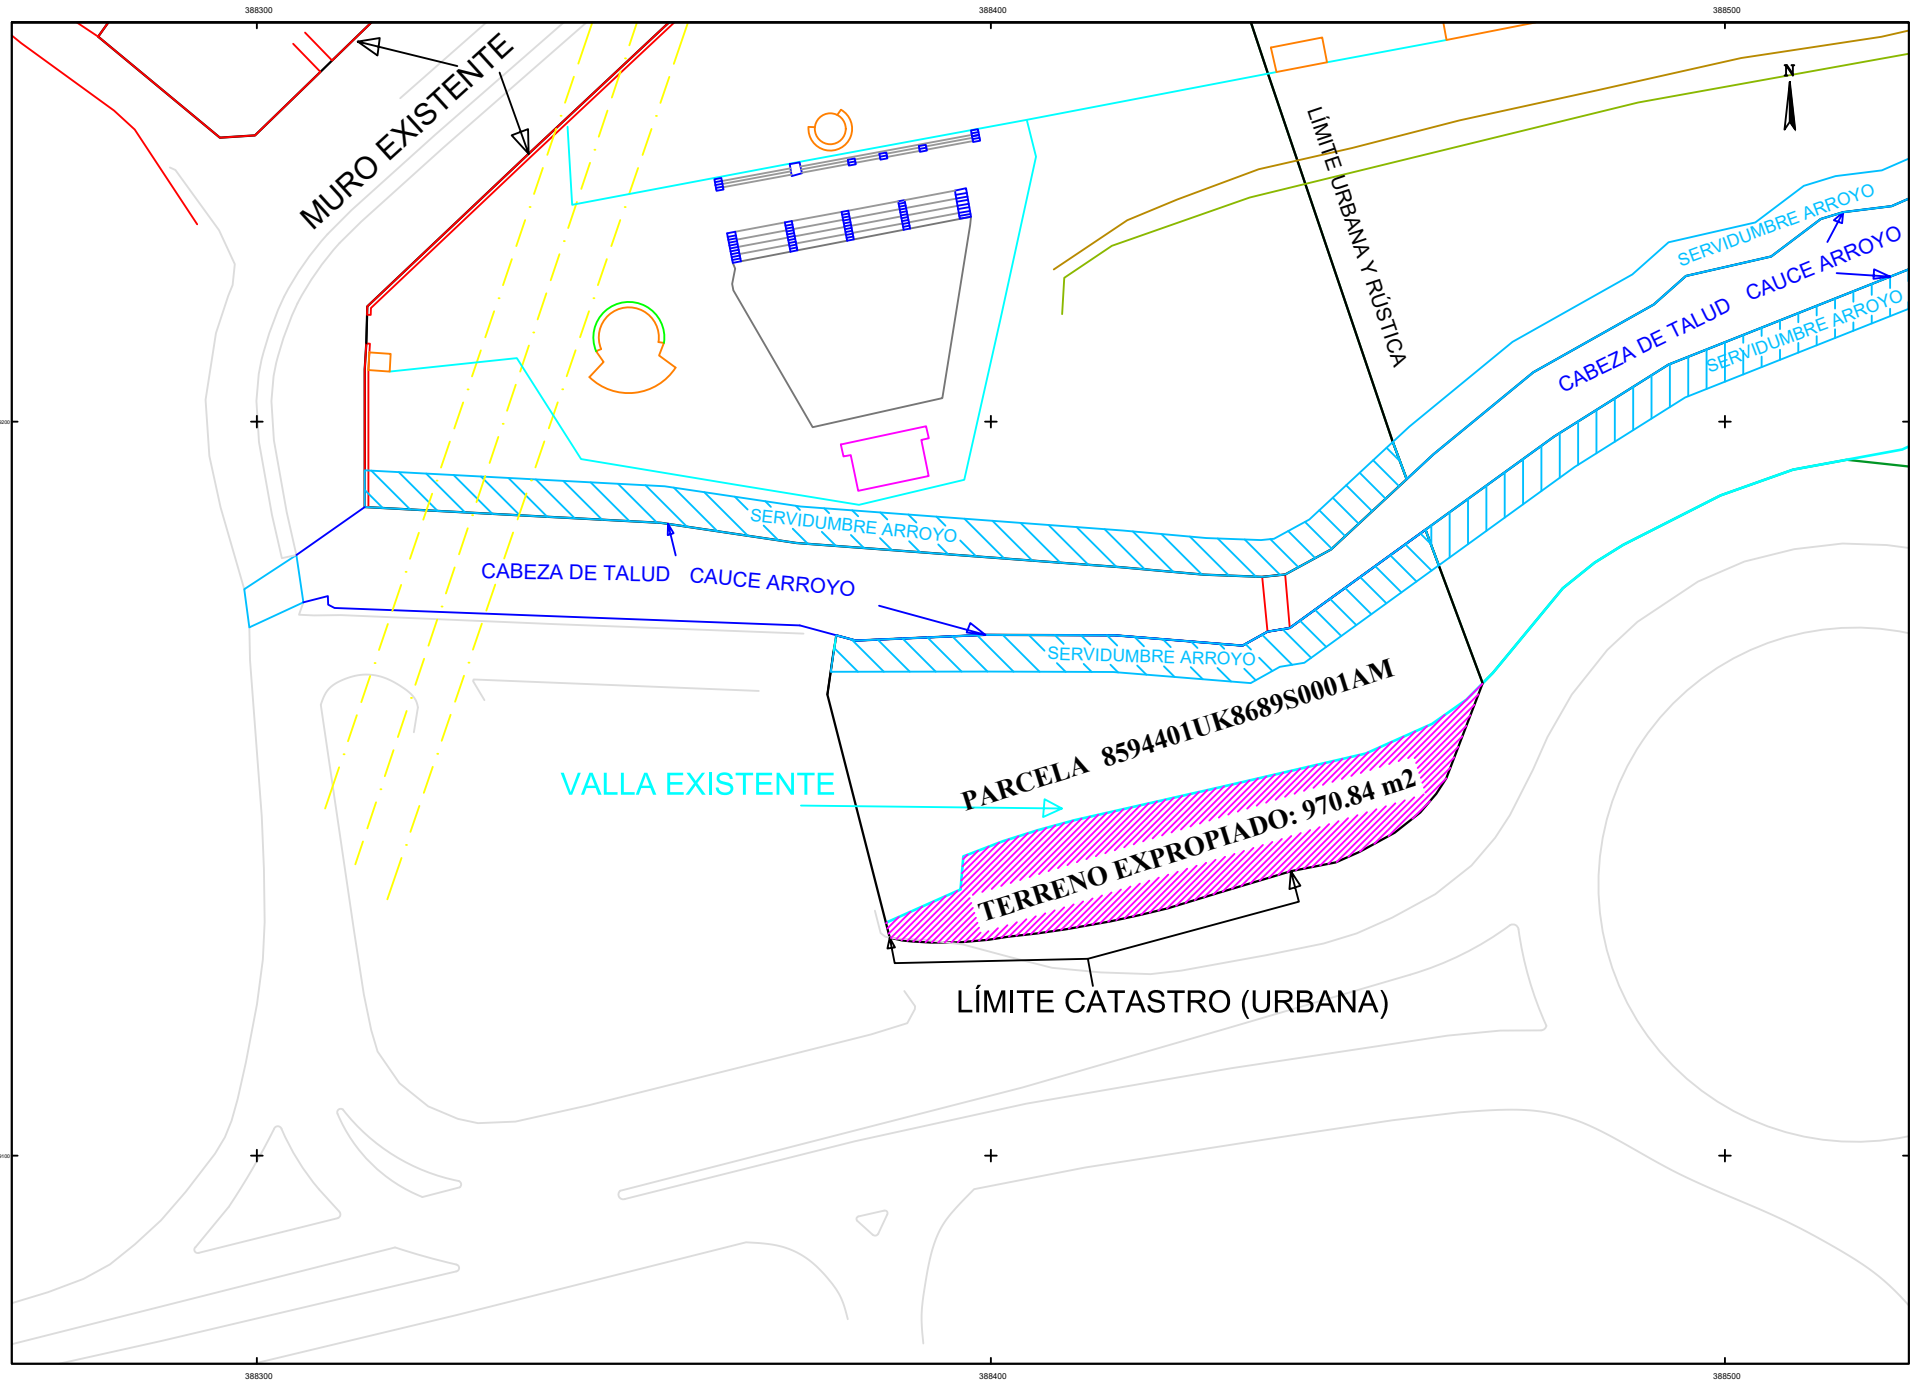 388300
388400
388500
MURO EXISTENTE
N
LÍMITE URBANA Y RÚSTICA
SERVIDUMBRE ARROYO
CABEZA DE TALUD CAUCE ARROYO
SERVIDUMBRE ARROYO
SERVIDUMBRE ARROYO
CABEZA DE TALUD CAUCE ARROYO
SERVIDUMBRE ARROYO
PARCELA 8594401UK8689S0001AM
VALLA EXISTENTE
TERRENO EXPROPIADO: 970.84 m2
LÍMITE CATASTRO (URBANA)
388300
388400
388500